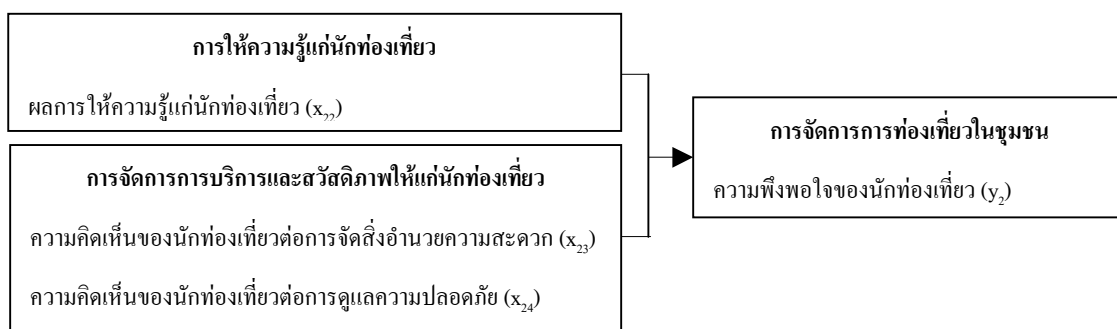 การให้ความรู้แก่นักท่องเที่ยว
ผลการให้ความรู้แก่นักท่องเที่ยว (x₂₂)
การจัดการการบริการและสวัสดิภาพให้แก่นักท่องเที่ยว
ความคิดเห็นของนักท่องเที่ยวต่อการจัดสิ่งอำนวยความสะดวก (x₂₃)
ความคิดเห็นของนักท่องเที่ยวต่อการดูแลความปลอดภัย (x₂₄)
การจัดการการท่องเที่ยวในชุมชน
ความพึงพอใจของนักท่องเที่ยว (y₂)